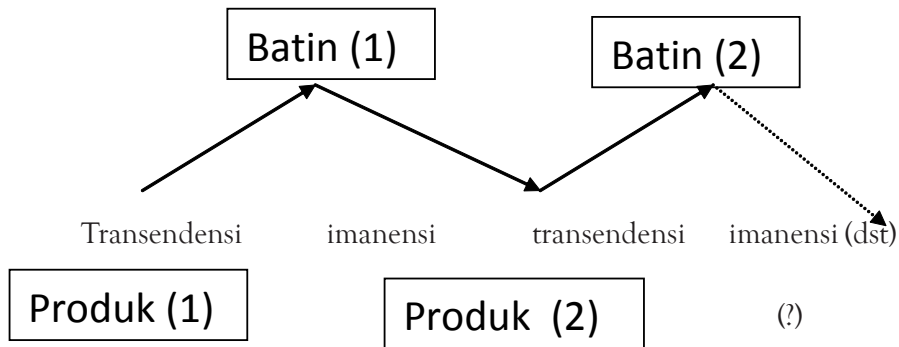 Batin (1) Batin (2)
Transendensi imanensi transendensi imanensi (dst)
Produk (1) Produk (2) (?)